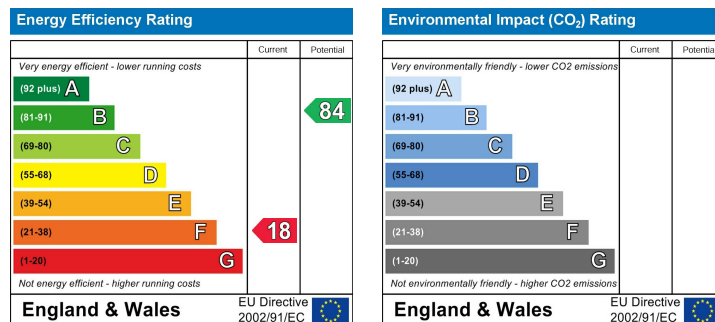 Energy Efficiency Rating
Current Potential
Very energy efficient - lower running costs
(92 plus) A
(81-91) B
84
(69-80) C
(55-68) D
(39-54) E
(21-38) F
18
(1-20) G
Not energy efficient - higher running costs
England & Wales
EU Directive
2002/91/EC
Environmental Impact (CO₂) Rating
Current Potentia
Very environmentally friendly - lower CO2 emissions
(92 plus) A
(81-91) B
(69-80) C
(55-68) D
(39-54) E
(21-38) F
(1-20) G
Not environmentally friendly - higher CO2 emissions
England & Wales
EU Directive
2002/91/EC